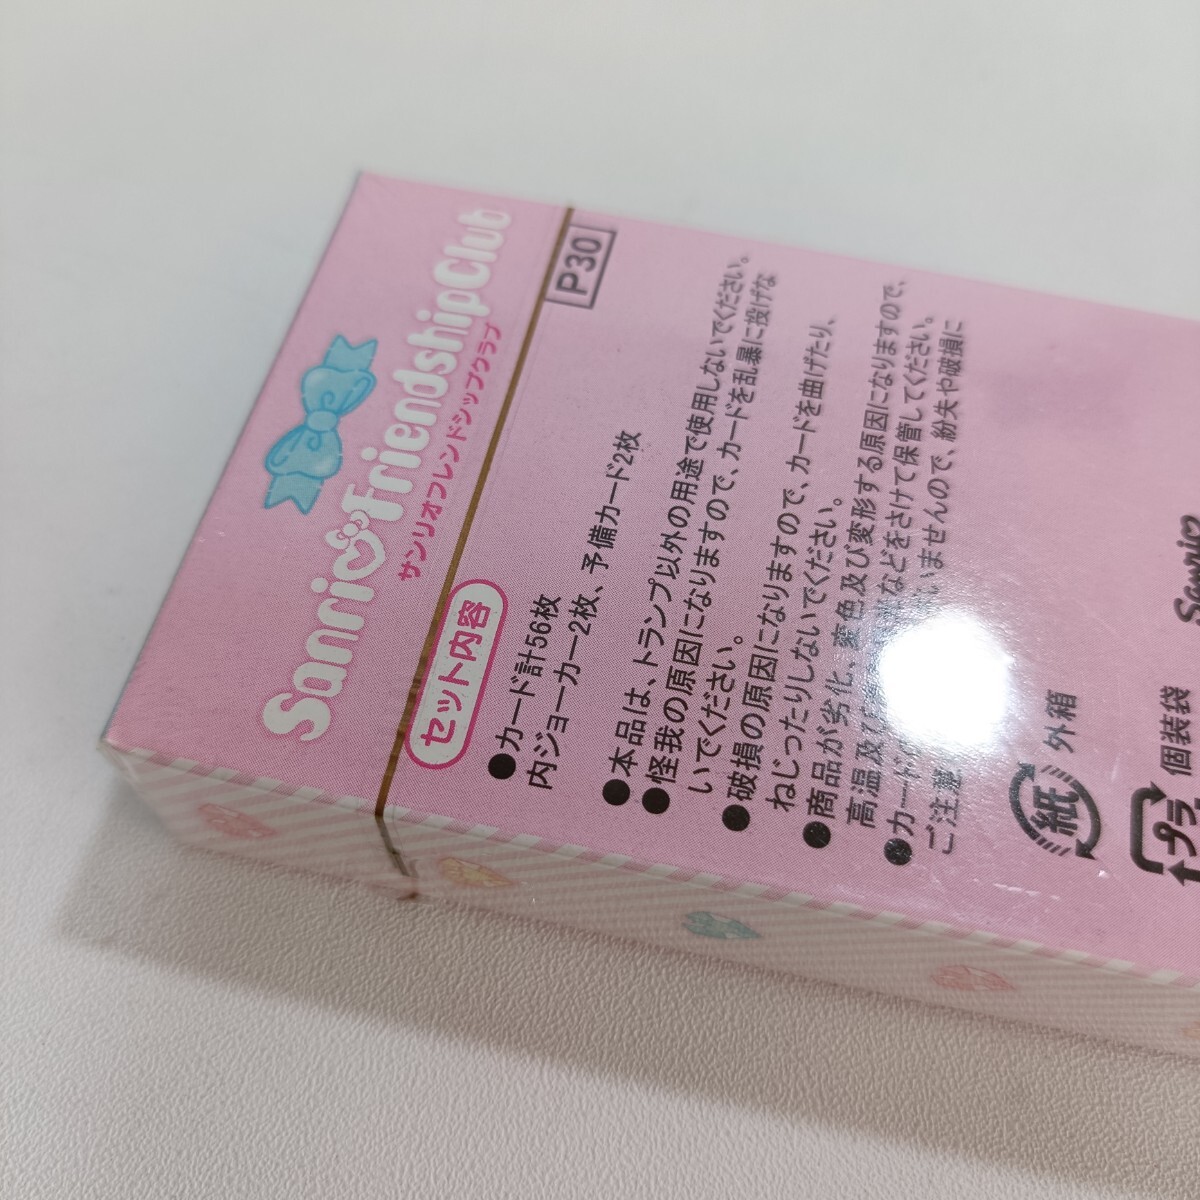 Sanrio Friendship Club
サンリオフレンドシップクラブ
P30
セット内容
●カード計56枚
内ジョーカー2枚、予備カード2枚
●本品は、トランプ以外の用途で使用しないでください。
●怪我の原因になりますので、カードを乱暴に投げな
いでください。
●破損の原因になりますので、カードを曲げたり、
ねじったりしないでください。
●商品が劣化、変色及び変形する原因になりますので、
高温及び などをさけて保管してください。
●カード いませんので、紛失や破損に
ご注意
紙 外箱
プラ 個装袋
Sanrio